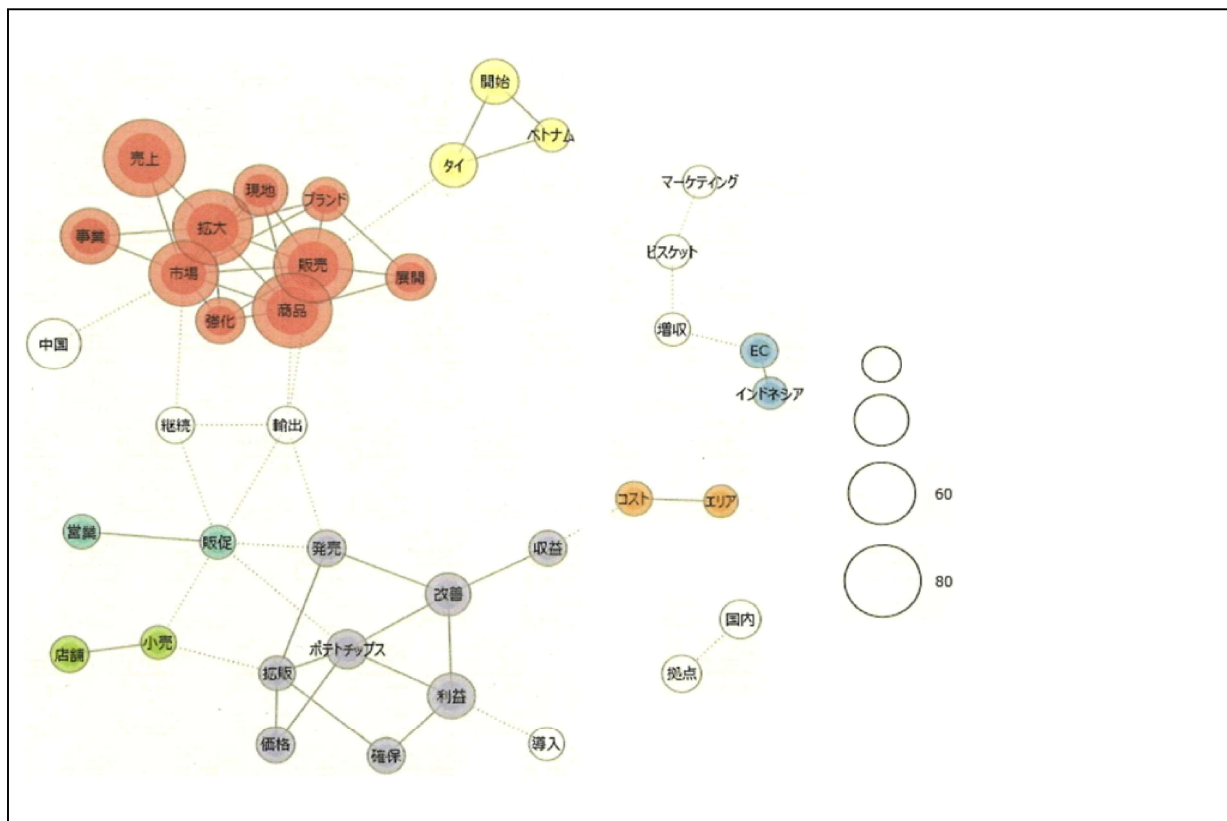 開始
ベトナム
タイ
売上
現地
ブランド
拡大
事業
市場
販売
展開
強化
商品
中国
継続
輸出
営業
販促
発売
収益
改善
小売
店舗
ポテトチップス
拡販
利益
価格
確保
導入
マーケティング
ビスケット
増収
EC
インドネシア
コスト
エリア
国内
拠点
60
80